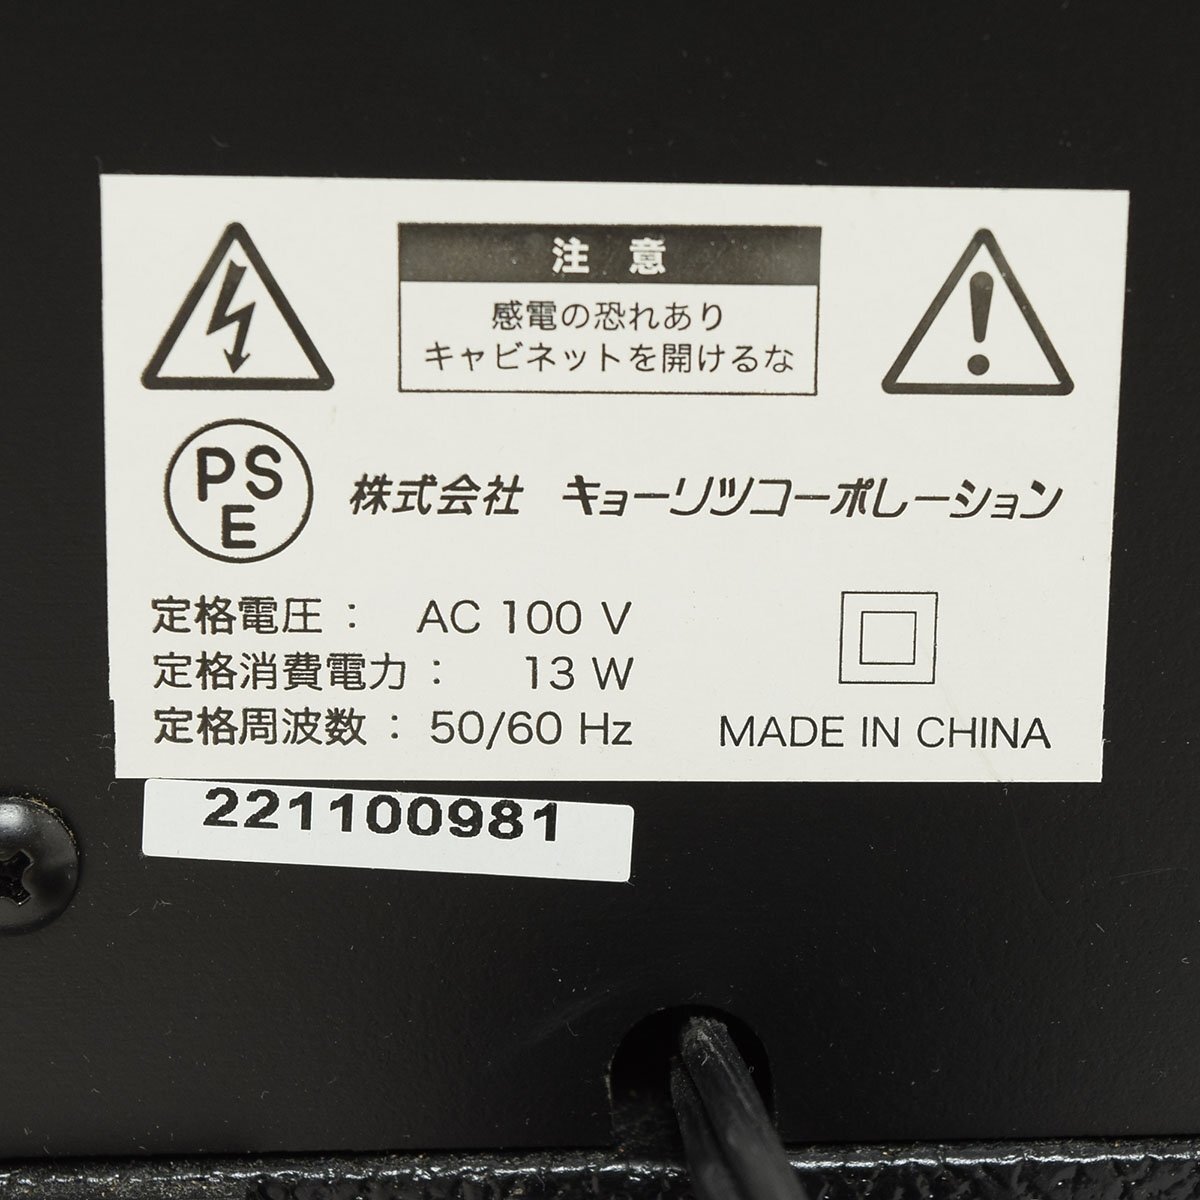 注 意
感電の恐れあり
キャビネットを開けるな
PS
E
株式会社 キョーリツコーポレーション
定格電圧： AC 100 V
定格消費電力： 13 W
定格周波数： 50/60 Hz
MADE IN CHINA
221100981